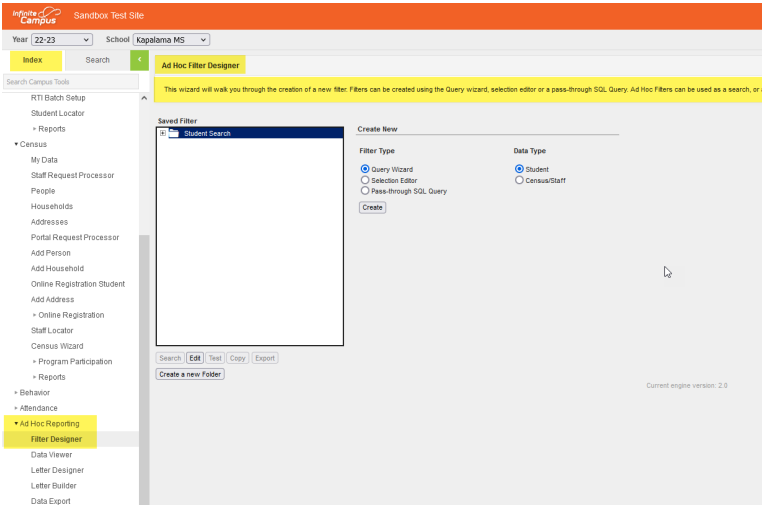 Infinite Campus
Sandbox Test Site
Year 22-23 School Kapalama MS
Index Search
Search Campus Tools
RTI Batch Setup
Student Locator
Reports
Census
My Data
Staff Request Processor
People
Households
Addresses
Portal Request Processor
Add Person
Add Household
Online Registration Student
Add Address
Online Registration
Staff Locator
Census Wizard
Program Participation
Reports
Behavior
Attendance
Ad Hoc Reporting
Filter Designer
Data Viewer
Letter Designer
Letter Builder
Data Export
Ad Hoc Filter Designer
This wizard will walk you through the creation of a new filter. Filters can be created using the Query wizard, selection editor or a pass-through SQL Query. Ad Hoc Filters can be used as a search, or
Saved Filter
Student Search
Search Edit Test Copy Export
Create a new Folder
Create New
Filter Type
Query Wizard
Selection Editor
Pass-through SQL Query
Create
Data Type
Student
Census/Staff
Current engine version: 2.0